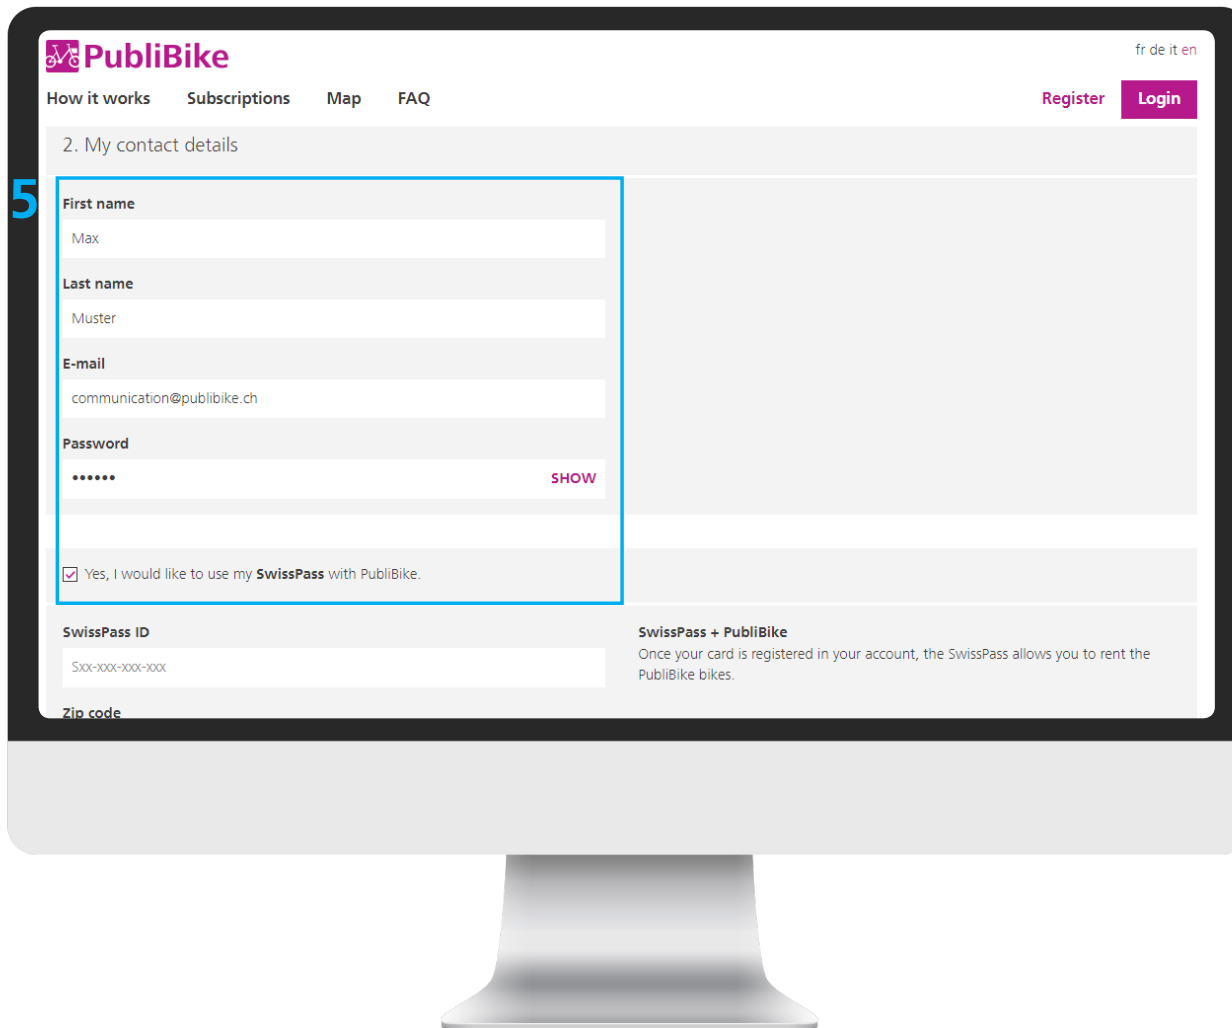 PubliBike
fr de it en
How it works Subscriptions Map FAQ Register Login
2. My contact details
5
First name
Max
Last name
Muster
E-mail
communication@publibike.ch
Password
•••••• SHOW
Yes, I would like to use my SwissPass with PubliBike.
SwissPass ID
Sxx-xxx-xxx-xxx
SwissPass + PubliBike
Once your card is registered in your account, the SwissPass allows you to rent the
PubliBike bikes.
Zip code